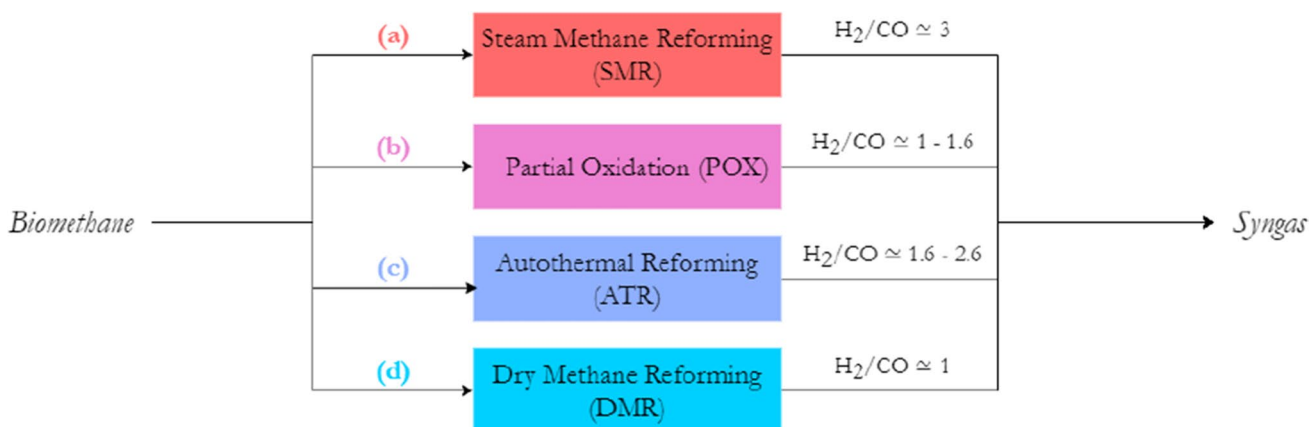 (a)
Steam Methane Reforming
(SMR)
H₂/CO ≃ 3
(b)
Partial Oxidation (POX)
H₂/CO ≃ 1 - 1.6
Biomethane
Syngas
(c)
Autothermal Reforming
(ATR)
H₂/CO ≃ 1.6 - 2.6
(d)
Dry Methane Reforming
(DMR)
H₂/CO ≃ 1